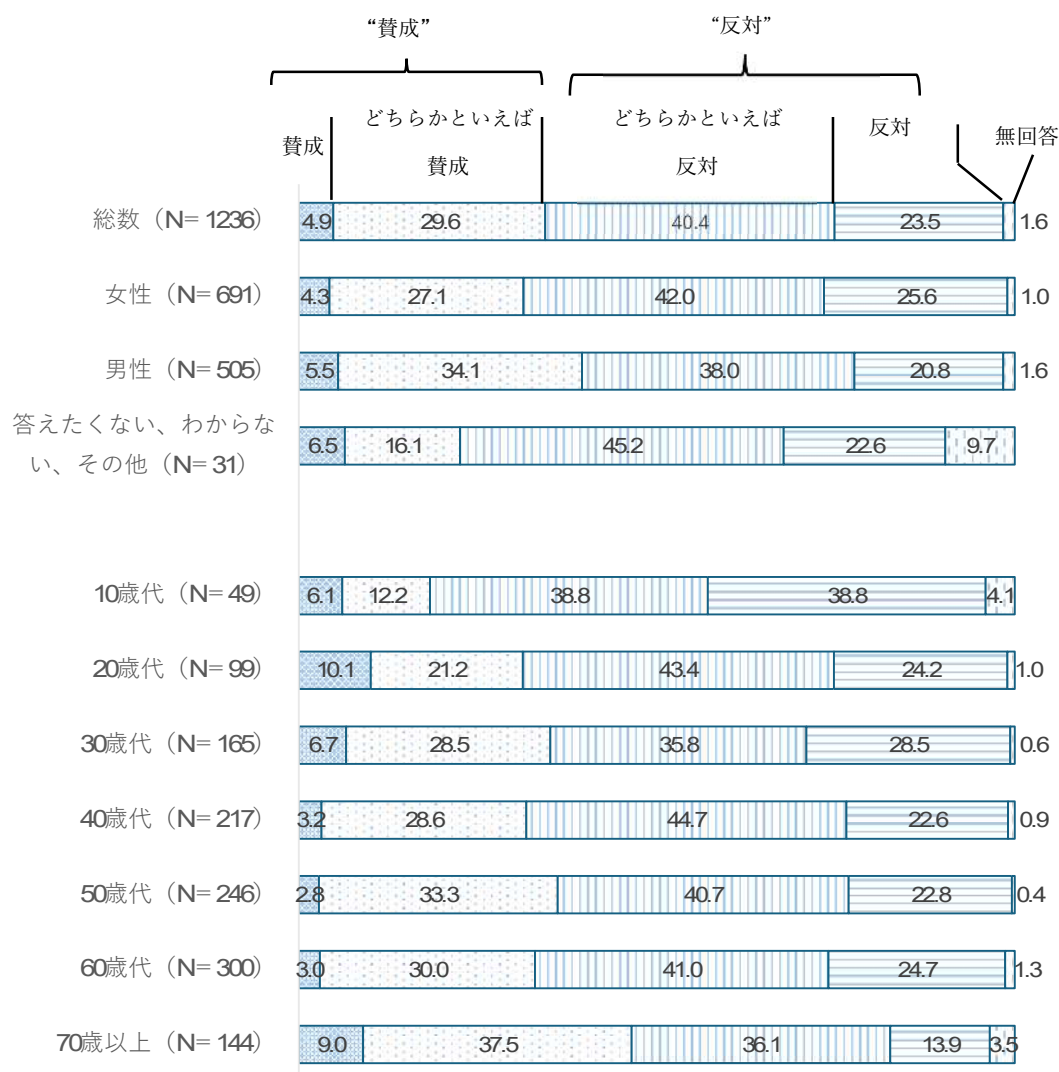 “賛成”
“反対”
賛成
どちらかといえば
賛成
どちらかといえば
反対
反対
無回答
総数（N=1236） 4.9 29.6 40.4 23.5 1.6
女性（N=691） 4.3 27.1 42.0 25.6 1.0
男性（N=505） 5.5 34.1 38.0 20.8 1.6
答えたくない、わからな
い、その他（N=31） 6.5 16.1 45.2 22.6 9.7
10歳代（N=49） 6.1 12.2 38.8 38.8 4.1
20歳代（N=99） 10.1 21.2 43.4 24.2 1.0
30歳代（N=165） 6.7 28.5 35.8 28.5 0.6
40歳代（N=217） 3.2 28.6 44.7 22.6 0.9
50歳代（N=246） 2.8 33.3 40.7 22.8 0.4
60歳代（N=300） 3.0 30.0 41.0 24.7 1.3
70歳以上（N=144） 9.0 37.5 36.1 13.9 3.5